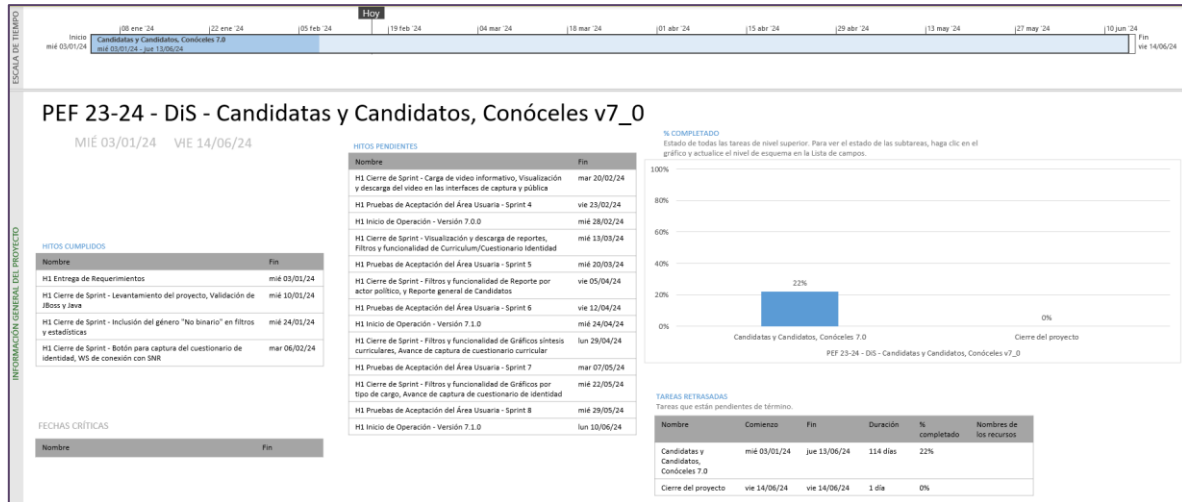 ESCALA DE TIEMPO
Hoy
08 ene '24
22 ene '24
05 feb '24
19 feb '24
04 mar '24
18 mar '24
01 abr '24
15 abr '24
29 abr '24
13 may '24
27 may '24
10 jun '24
Inicio
mié 03/01/24
Candidatas y Candidatos, Conóceles 7.0
mié 03/01/24 - jue 13/06/24
Fin
vie 14/06/24
INFORMACIÓN GENERAL DEL PROYECTO
PEF 23-24 - DiS - Candidatas y Candidatos, Conóceles v7_0
MIÉ 03/01/24 VIE 14/06/24
HITOS CUMPLIDOS
Nombre Fin
H1 Entrega de Requerimientos mié 03/01/24
H1 Cierre de Sprint - Levantamiento del proyecto, Validación de mié 10/01/24
JBoss y Java
H1 Cierre de Sprint - Inclusión del género "No binario" en filtros mié 24/01/24
y estadísticas
H1 Cierre de Sprint - Botón para captura del cuestionario de mar 06/02/24
identidad, WS de conexión con SNR
FECHAS CRÍTICAS
Nombre Fin
HITOS PENDIENTES
Nombre Fin
H1 Cierre de Sprint - Carga de video informativo, Visualización mar 20/02/24
y descarga del video en las interfaces de captura y pública
H1 Pruebas de Aceptación del Área Usuaria - Sprint 4 vie 23/02/24
H1 Inicio de Operación - Versión 7.0.0 mié 28/02/24
H1 Cierre de Sprint - Visualización y descarga de reportes, mié 13/03/24
Filtros y funcionalidad de Curriculum/Cuestionario Identidad
H1 Pruebas de Aceptación del Área Usuaria - Sprint 5 mié 20/03/24
H1 Cierre de Sprint - Filtros y funcionalidad de Reporte por vie 05/04/24
actor político, y Reporte general de Candidatos
H1 Pruebas de Aceptación del Área Usuaria - Sprint 6 vie 12/04/24
H1 Inicio de Operación - Versión 7.1.0 mié 24/04/24
H1 Cierre de Sprint - Filtros y funcionalidad de Gráficos síntesis lun 29/04/24
curriculares, Avance de captura de cuestionario curricular
H1 Pruebas de Aceptación del Área Usuaria - Sprint 7 mar 07/05/24
H1 Cierre de Sprint - Filtros y funcionalidad de Gráficos por mié 22/05/24
tipo de cargo, Avance de captura de cuestionario de identidad
H1 Pruebas de Aceptación del Área Usuaria - Sprint 8 mié 29/05/24
H1 Inicio de Operación - Versión 7.1.0 lun 10/06/24
% COMPLETADO
Estado de todas las tareas de nivel superior. Para ver el estado de las subtareas, haga clic en el
gráfico y actualice el nivel de esquema en la Lista de campos.
100%
80%
60%
40%
20%
0%
22%
0%
Candidatas y Candidatos, Conóceles 7.0 Cierre del proyecto
PEF 23-24 - DiS - Candidatas y Candidatos, Conóceles v7_0
TAREAS RETRASADAS
Tareas que están pendientes de término.
Nombre Comienzo Fin Duración % completado Nombres de los recursos
Candidatas y mié 03/01/24 jue 13/06/24 114 días 22%
Candidatos,
Conóceles 7.0
Cierre del proyecto vie 14/06/24 vie 14/06/24 1 día 0%